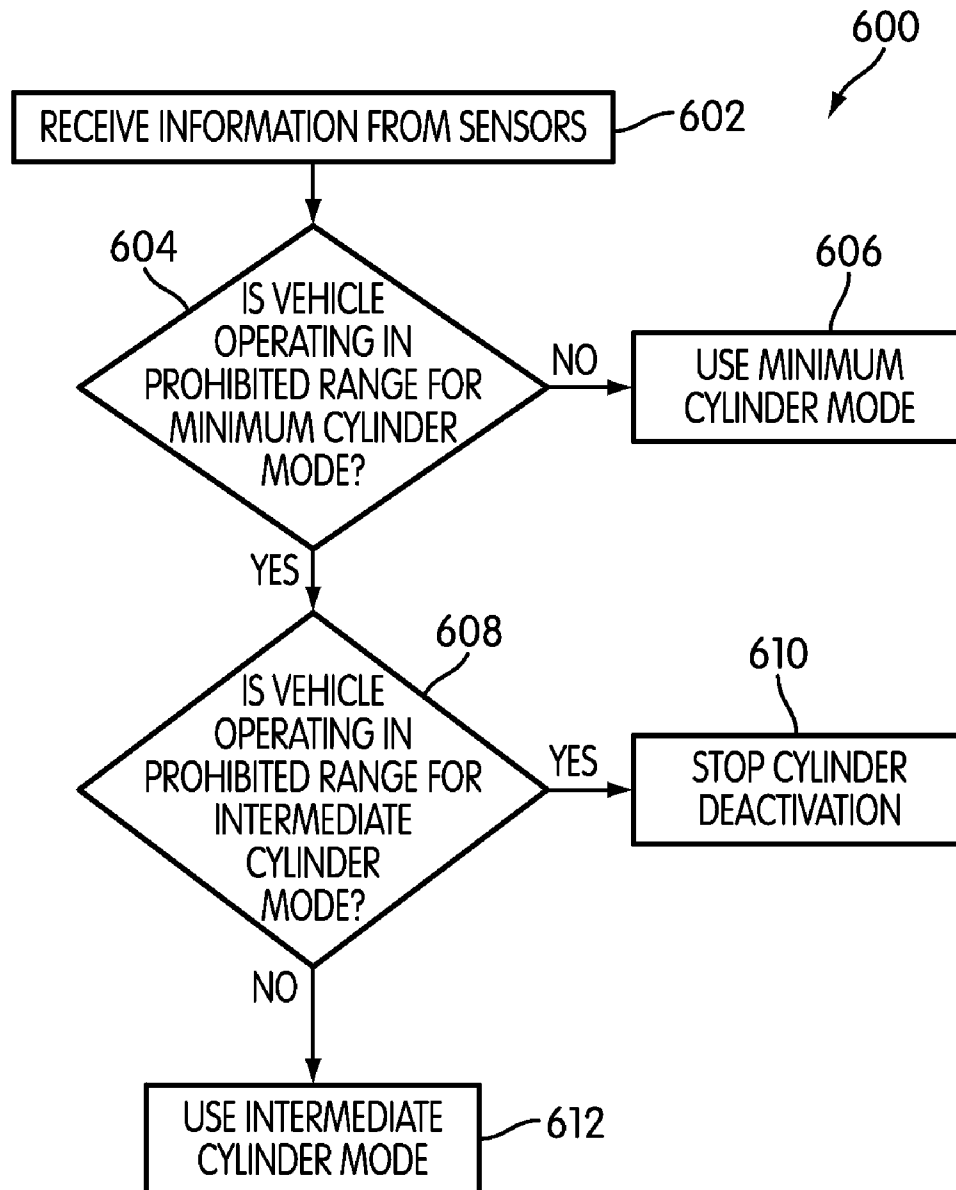 600
RECEIVE INFORMATION FROM SENSORS
602
604
IS VEHICLE
OPERATING IN
PROHIBITED RANGE FOR
MINIMUM CYLINDER
MODE?
NO
606
USE MINIMUM
CYLINDER MODE
YES
608
IS VEHICLE
OPERATING IN
PROHIBITED RANGE FOR
INTERMEDIATE
CYLINDER
MODE?
YES
610
STOP CYLINDER
DEACTIVATION
NO
USE INTERMEDIATE
CYLINDER MODE
612